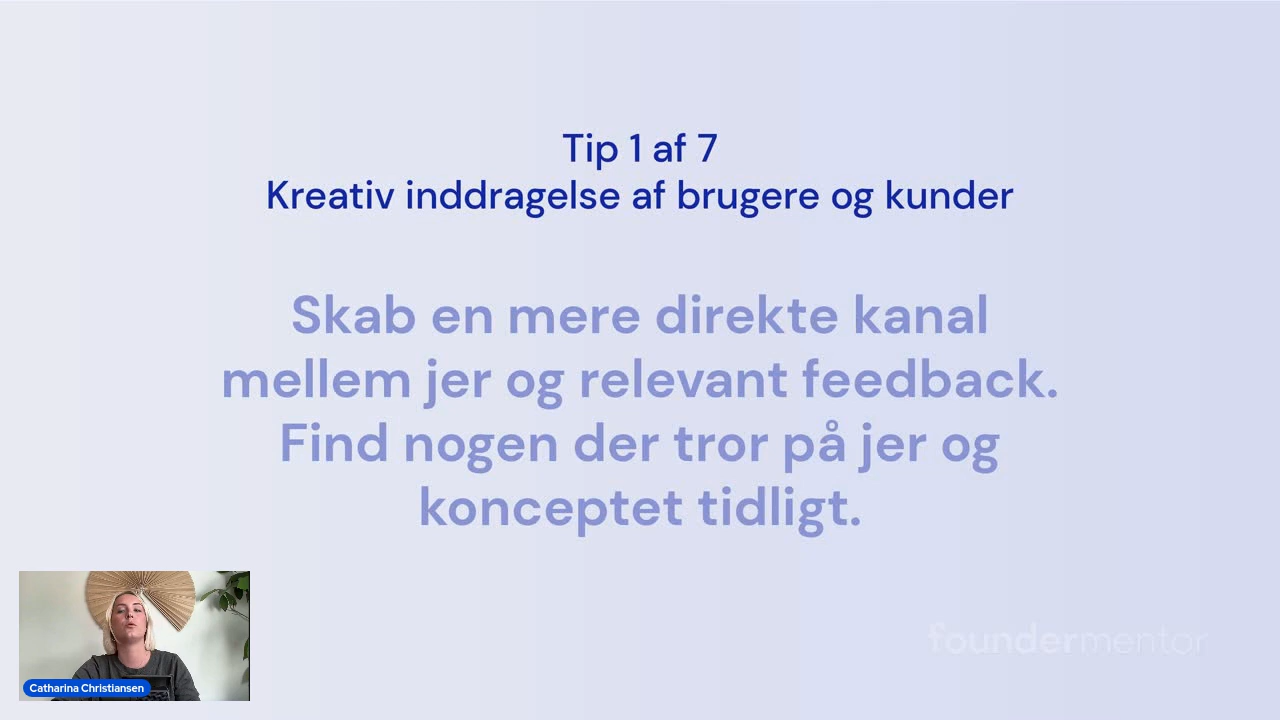 Tip 1 af 7
Kreativ inddragelse af brugere og kunder
Skab en mere direkte kanal
mellem jer og relevant feedback.
Find nogen der tror på jer og
konceptet tidligt.
foundermentor
Catharina Christiansen